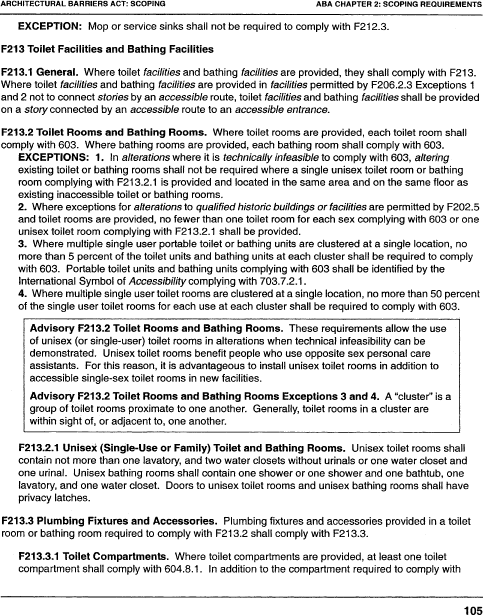 ARCHITECTURAL BARRIERS ACT: SCOPING ABA CHAPTER 2: SCOPING REQUIREMENTS
EXCEPTION: Mop or service sinks shall not be required to comply with F212.3.
F213 Toilet Facilities and Bathing Facilities
F213.1 General. Where toilet facilities and bathing facilities are provided, they shall comply with F213.
Where toilet facilities and bathing facilities are provided in facilities permitted by F206.2.3 Exceptions 1
and 2 not to connect stories by an accessible route, toilet facilities and bathing facilities shall be provided
on a story connected by an accessible route to an accessible entrance.
F213.2 Toilet Rooms and Bathing Rooms. Where toilet rooms are provided, each toilet room shall
comply with 603. Where bathing rooms are provided, each bathing room shall comply with 603.
EXCEPTIONS: 1. In alterations where it is technically infeasible to comply with 603, altering
existing toilet or bathing rooms shall not be required where a single unisex toilet room or bathing
room complying with F213.2.1 is provided and located in the same area and on the same floor as
existing inaccessible toilet or bathing rooms.
2. Where exceptions for alterations to qualified historic buildings or facilities are permitted by F202.5
and toilet rooms are provided, no fewer than one toilet room for each sex complying with 603 or one
unisex toilet room complying with F213.2.1 shall be provided.
3. Where multiple single user portable toilet or bathing units are clustered at a single location, no
more than 5 percent of the toilet units and bathing units at each cluster shall be required to comply
with 603. Portable toilet units and bathing units complying with 603 shall be identified by the
International Symbol of Accessibility complying with 703.7.2.1.
4. Where multiple single user toilet rooms are clustered at a single location, no more than 50 percent
of the single user toilet rooms for each use at each cluster shall be required to comply with 603.
Advisory F213.2 Toilet Rooms and Bathing Rooms. These requirements allow the use
of unisex (or single-user) toilet rooms in alterations when technical infeasibility can be
demonstrated. Unisex toilet rooms benefit people who use opposite sex personal care
assistants. For this reason, it is advantageous to install unisex toilet rooms in addition to
accessible single-sex toilet rooms in new facilities.
Advisory F213.2 Toilet Rooms and Bathing Rooms Exceptions 3 and 4. A “cluster” is a
group of toilet rooms proximate to one another. Generally, toilet rooms in a cluster are
within sight of, or adjacent to, one another.
F213.2.1 Unisex (Single-Use or Family) Toilet and Bathing Rooms. Unisex toilet rooms shall
contain not more than one lavatory, and two water closets without urinals or one water closet and
one urinal. Unisex bathing rooms shall contain one shower or one shower and one bathtub, one
lavatory, and one water closet. Doors to unisex toilet rooms and unisex bathing rooms shall have
privacy latches.
F213.3 Plumbing Fixtures and Accessories. Plumbing fixtures and accessories provided in a toilet
room or bathing room required to comply with F213.2 shall comply with F213.3.
F213.3.1 Toilet Compartments. Where toilet compartments are provided, at least one toilet
compartment shall comply with 604.8.1. In addition to the compartment required to comply with
105